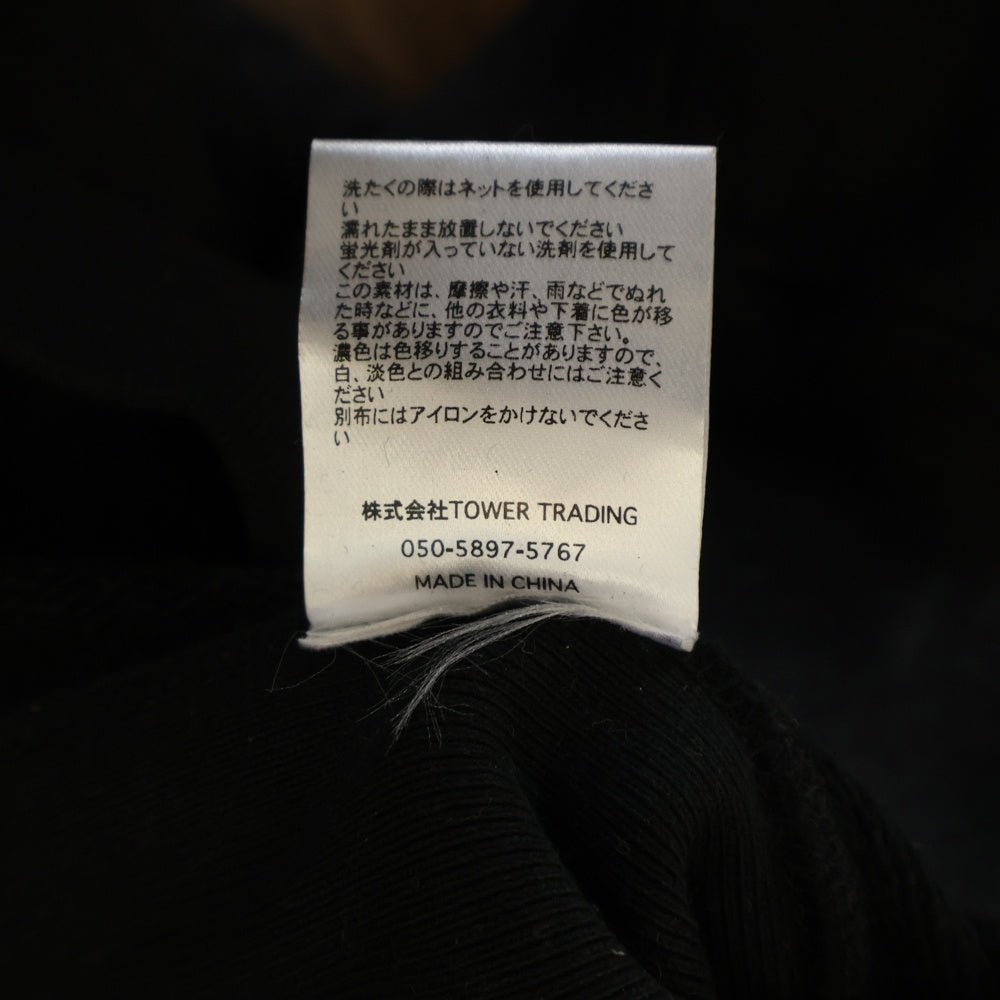 洗たくの際はネットを使用してくださ
い
濡れたまま放置しないでください
蛍光剤が入っていない洗剤を使用して
ください
この素材は、摩擦や汗、雨などでぬれ
た時などに、他の衣料や下着に色が移
る事がありますのでご注意下さい。
濃色は色移りすることがありますので、
白、淡色との組み合わせにはご注意く
ださい
別布にはアイロンをかけないでくださ
い
株式会社TOWER TRADING
050-5897-5767
MADE IN CHINA